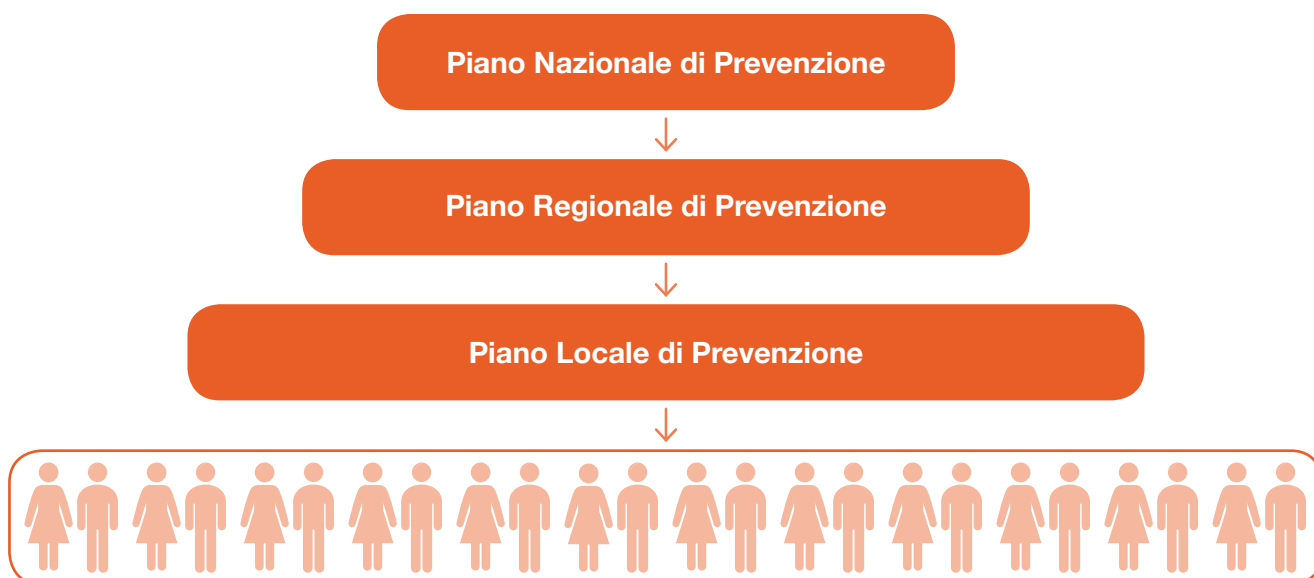 Piano Nazionale di Prevenzione
Piano Regionale di Prevenzione
Piano Locale di Prevenzione